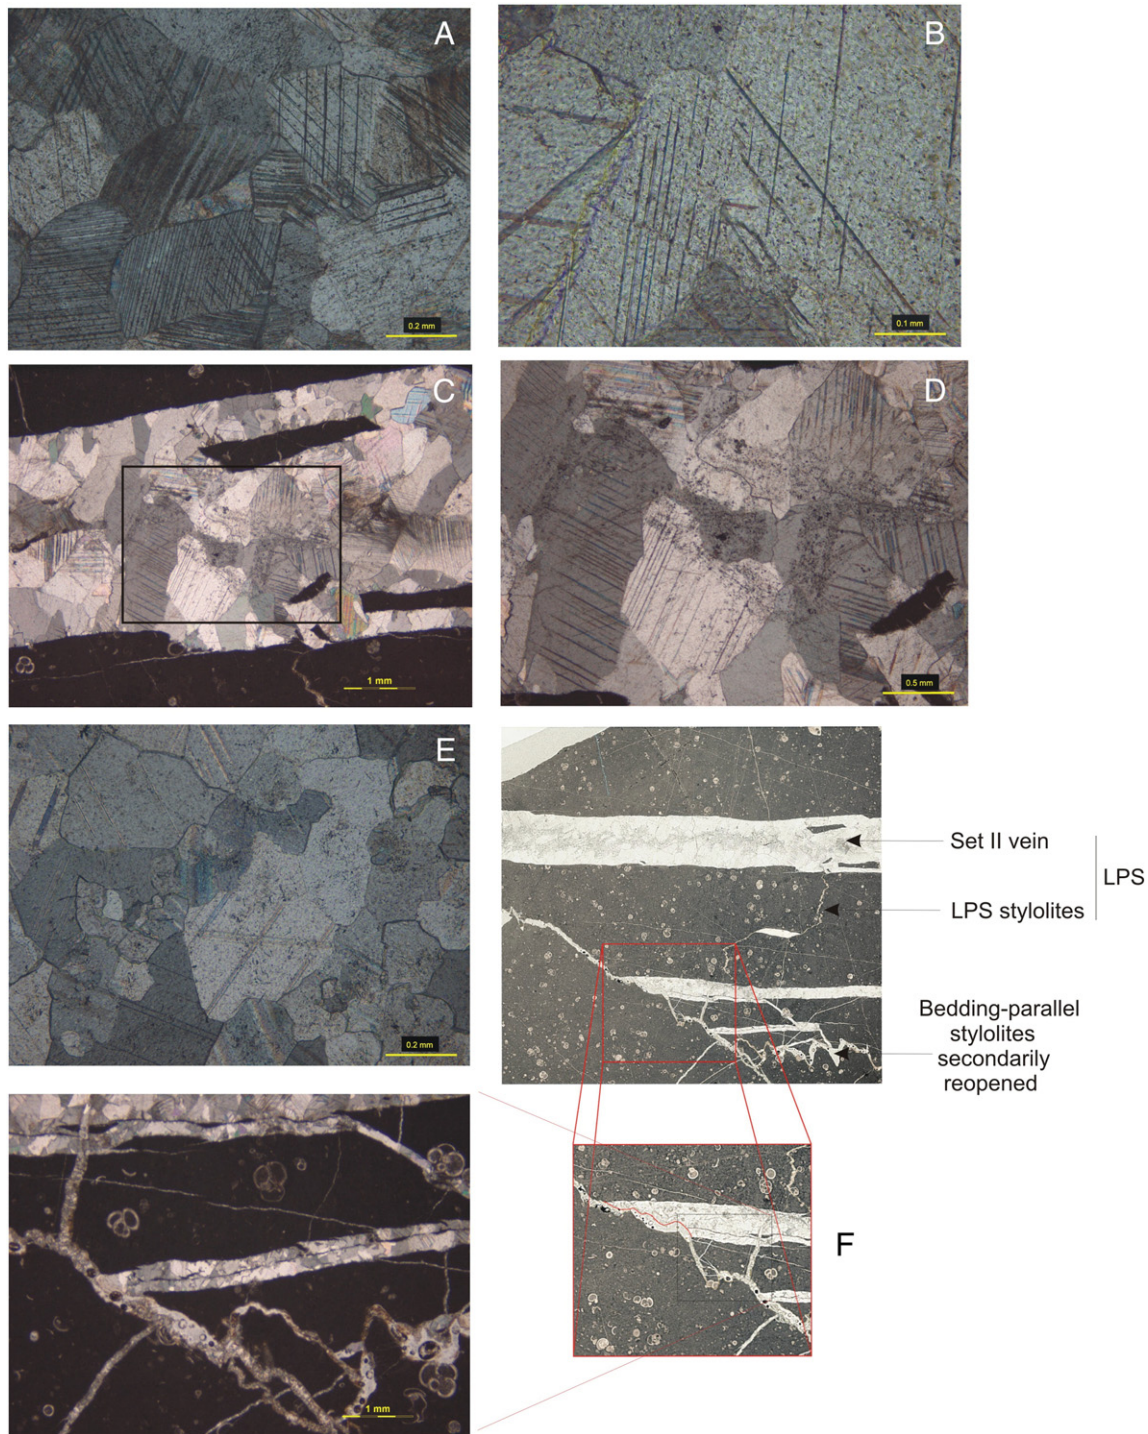 A
B
0.2 mm
0.1 mm
C
D
1 mm
0.5 mm
E
0.2 mm
Set II vein
LPS
LPS stylolites
Bedding-parallel
stylolites
secondarily
reopened
F
1 mm